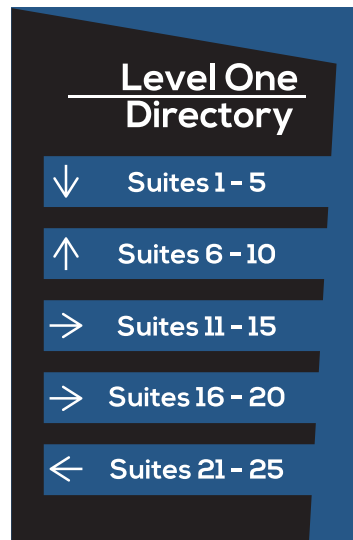 Level One
Directory
Suites 1 - 5
Suites 6 - 10
Suites 11 - 15
Suites 16 - 20
Suites 21 - 25